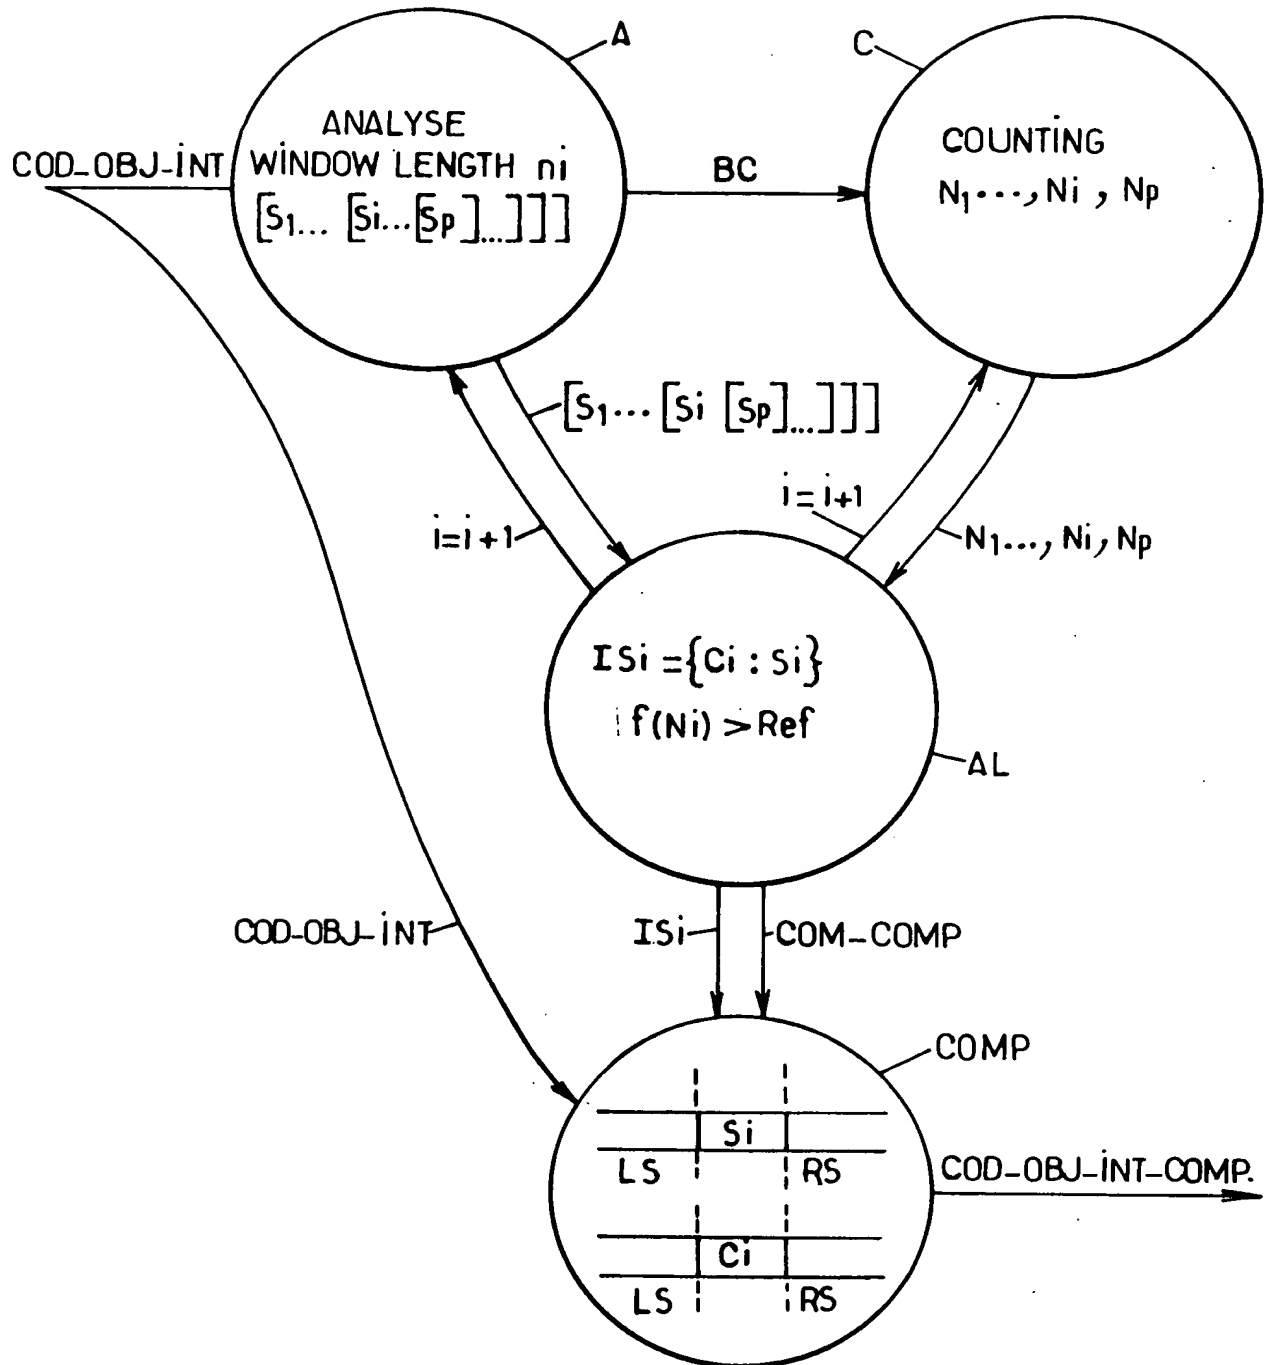 A
C
ANALYSE
WINDOW LENGTH ni
[S1... [Si...[Sp]...]]]
COD_OBJ-INT
BC
COUNTING
N1...,Ni , Np
[S1... [Si [Sp]...]]]
i=i+1
i=i+1
N1...,Ni,Np
ISi={Ci : Si}
f(Ni) > Ref
AL
COD-OBJ-INT
ISi
COM-COMP
COMP
Si
LS
RS
COD-OBJ-INT-COMP.
Ci
LS
RS